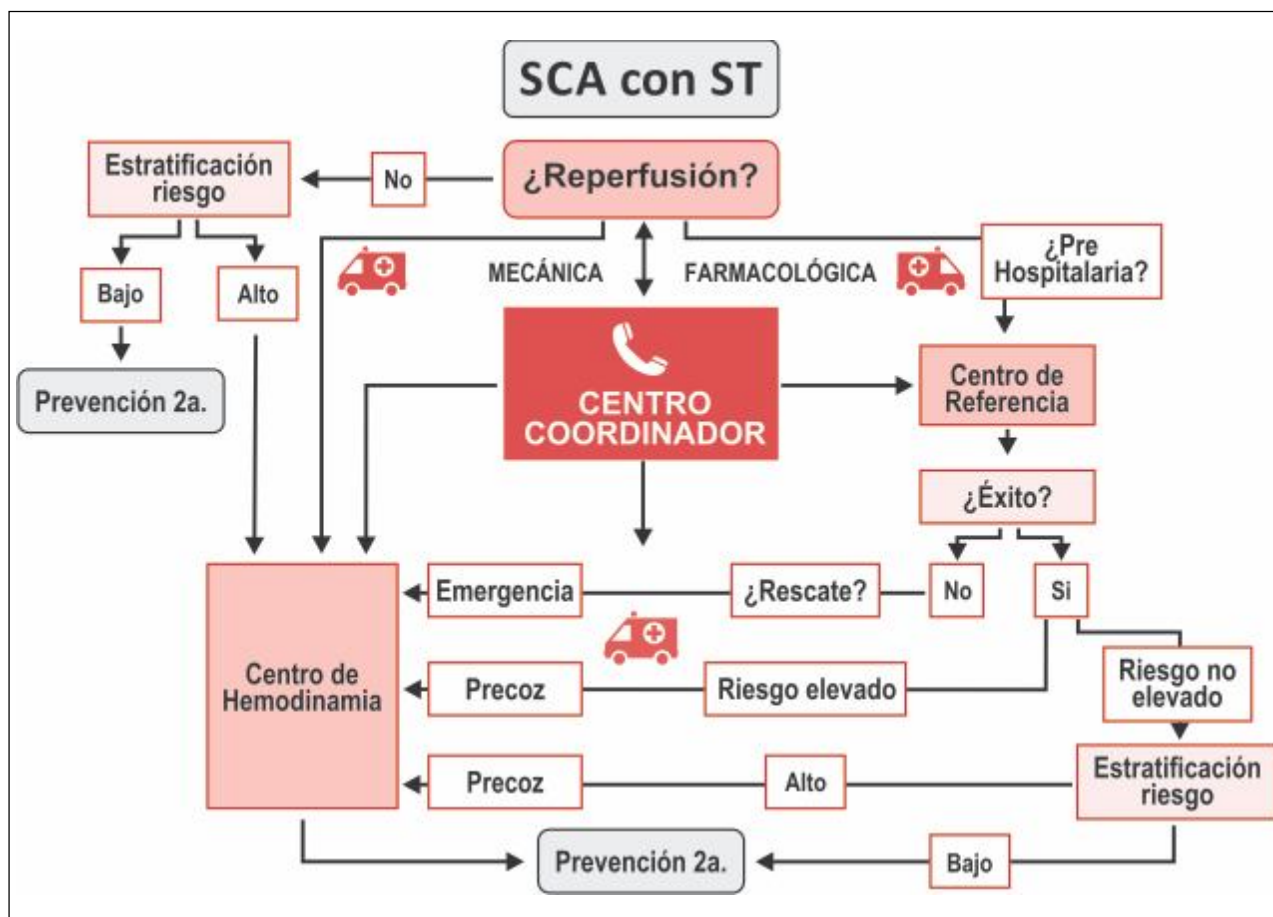 SCA con ST
Estratificación
riesgo
No
¿Reperfusión?
¿Pre
Hospitalaria?
MECÁNICA
FARMACOLÓGICA
Bajo
Alto
Prevención 2a.
CENTRO
COORDINADOR
Centro de
Referencia
¿Éxito?
Emergencia
¿Rescate?
No
Si
Centro de
Hemodinamia
Precoz
Riesgo elevado
Riesgo no
elevado
Precoz
Alto
Estratificación
riesgo
Prevención 2a.
Bajo